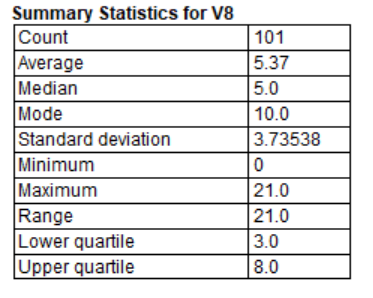 Summary Statistics for V8
Count 101
Average 5.37
Median 5.0
Mode 10.0
Standard deviation 3.73538
Minimum 0
Maximum 21.0
Range 21.0
Lower quartile 3.0
Upper quartile 8.0